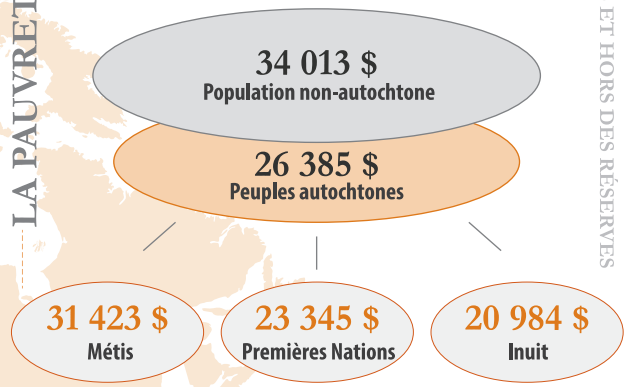 LA PAUVRET
ET HORS DES RÉSERVES
34 013 $
Population non-autochtone
26 385 $
Peuples autochtones
31 423 $
Métis
23 345 $
Premières Nations
20 984 $
Inuit